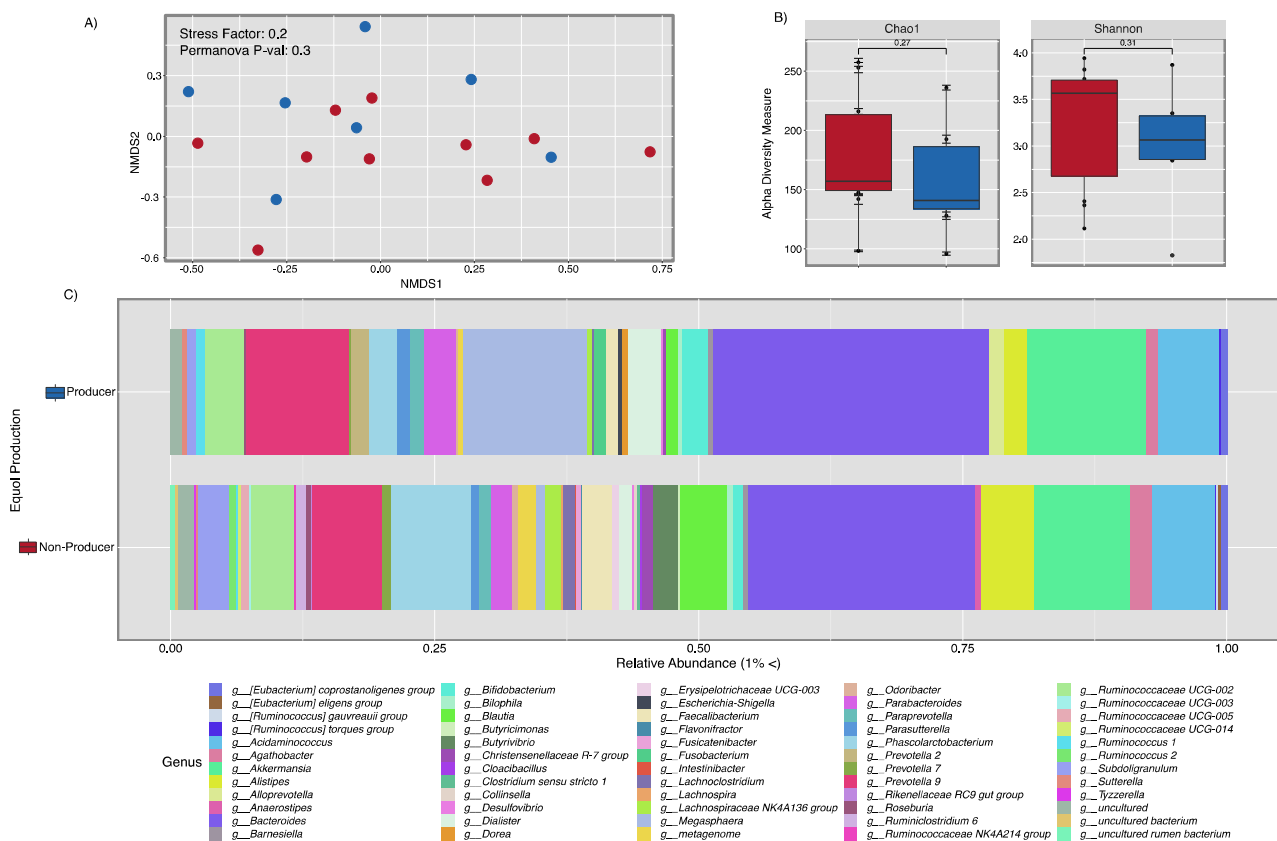 A)
Stress Factor: 0.2
Permanova P-val: 0.3
NMDS2
0.3
0.0
-0.3
-0.6
-0.50
-0.25
0.00
0.25
0.50
0.75
NMDS1
B)
Chao1
Shannon
0.27
0.31
Alpha Diversity Measure
250
200
150
100
4.0
3.5
3.0
2.5
2.0
C)
Equol Production
Producer
Non-Producer
0.00
0.25
0.50
0.75
1.00
Relative Abundance (1% <)
Genus
g__[Eubacterium] coprostanoligenes group
g__[Eubacterium] eligens group
g__[Ruminococcus] gauvreauii group
g__[Ruminococcus] torques group
g__Acidaminococcus
g__Agathobacter
g__Akkermansia
g__Alistipes
g__Alloprevotella
g__Anaerostipes
g__Bacteroides
g__Barnesiella
g__Bifidobacterium
g__Bilophila
g__Blautia
g__Butyricimonas
g__Butyrivibrio
g__Christensenellaceae R-7 group
g__Cloacibacillus
g__Clostridium sensu stricto 1
g__Collinsella
g__Desulfovibrio
g__Dialister
g__Dorea
g__Erysipelotrichaceae UCG-003
g__Escherichia-Shigella
g__Faecalibacterium
g__Flavonifractor
g__Fusicatenibacter
g__Fusobacterium
g__Intestinibacter
g__Lachnoclostridium
g__Lachnospira
g__Lachnospiraceae NK4A136 group
g__Megasphaera
g__metagenome
g__Odoribacter
g__Parabacteroides
g__Paraprevotella
g__Parasutterella
g__Phascolarctobacterium
g__Prevotella 2
g__Prevotella 7
g__Prevotella 9
g__Rikenellaceae RC9 gut group
g__Roseburia
g__Ruminiclostridium 6
g__Ruminococcaceae NK4A214 group
g__Ruminococcaceae UCG-002
g__Ruminococcaceae UCG-003
g__Ruminococcaceae UCG-005
g__Ruminococcaceae UCG-014
g__Ruminococcus 1
g__Ruminococcus 2
g__Subdoligranulum
g__Sutterella
g__Tyzzerella
g__uncultured
g__uncultured bacterium
g__uncultured rumen bacterium